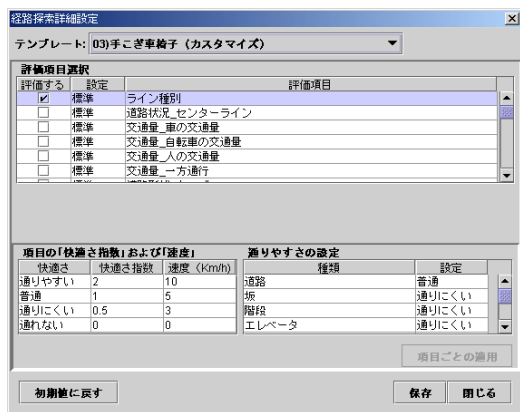 経路探索詳細設定
テンプレート: 03)手こぎ車椅子（カスタマイズ）
評価項目選択
評価する 設定 評価項目
標準 ライン種別
標準 道路状況_センターライン
標準 交通量_車の交通量
標準 交通量_自転車の交通量
標準 交通量_人の交通量
標準 交通量_一方通行
項目の「快適さ指数」および「速度」 通りやすさの設定
快適さ 快適さ指数 速度（Km/h） 種類 設定
通りやすい 2 10 道路 普通
普通 1 5 坂 通りにくい
通りにくい 0.5 3 階段 通りにくい
通れない 0 0 エレベータ 通りにくい
項目ごとの適用
初期値に戻す 保存 閉じる